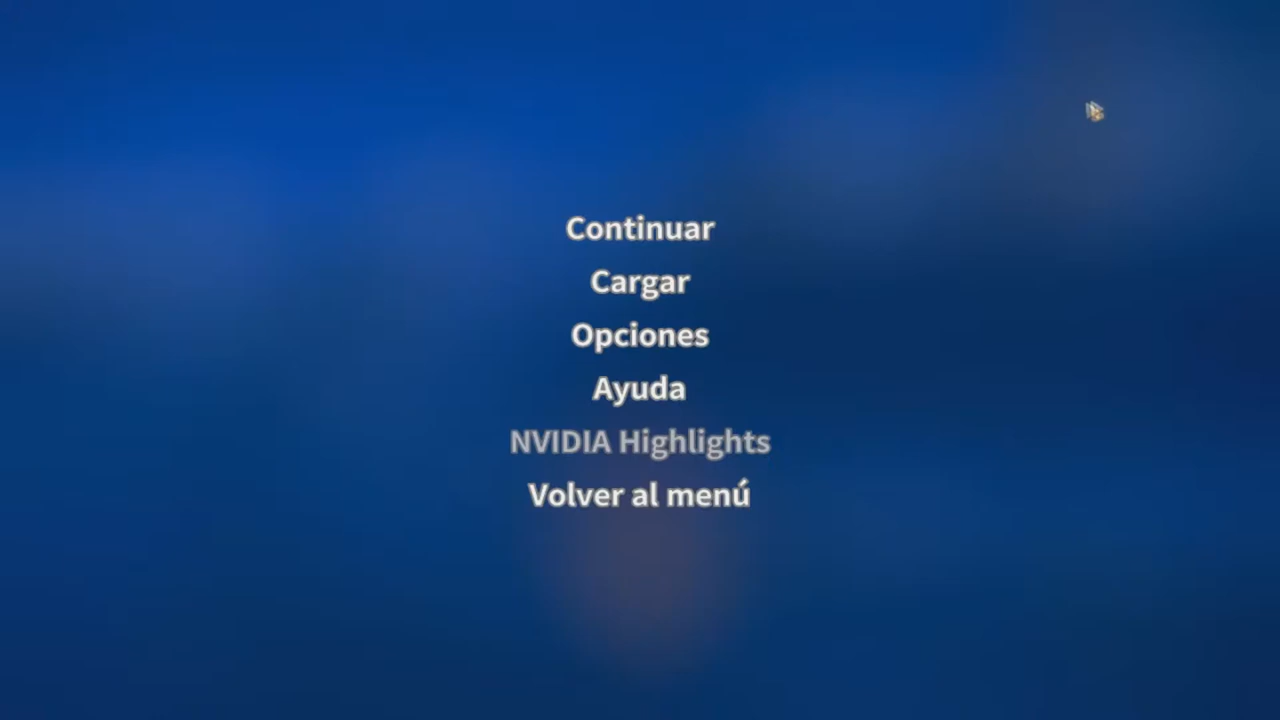 Continuar
Cargar
Opciones
Ayuda
NVIDIA Highlights
Volver al menú